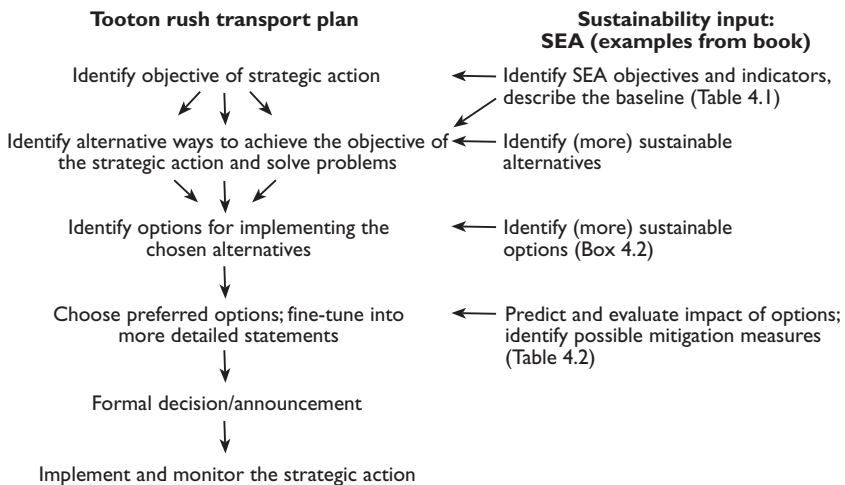 Tooton rush transport plan
Sustainability input:
SEA (examples from book)
Identify objective of strategic action
Identify SEA objectives and indicators,
describe the baseline (Table 4.1)
Identify alternative ways to achieve the objective of
the strategic action and solve problems
Identify (more) sustainable
alternatives
Identify options for implementing the
chosen alternatives
Identify (more) sustainable
options (Box 4.2)
Choose preferred options; fine-tune into
more detailed statements
Predict and evaluate impact of options;
identify possible mitigation measures
(Table 4.2)
Formal decision/announcement
Implement and monitor the strategic action